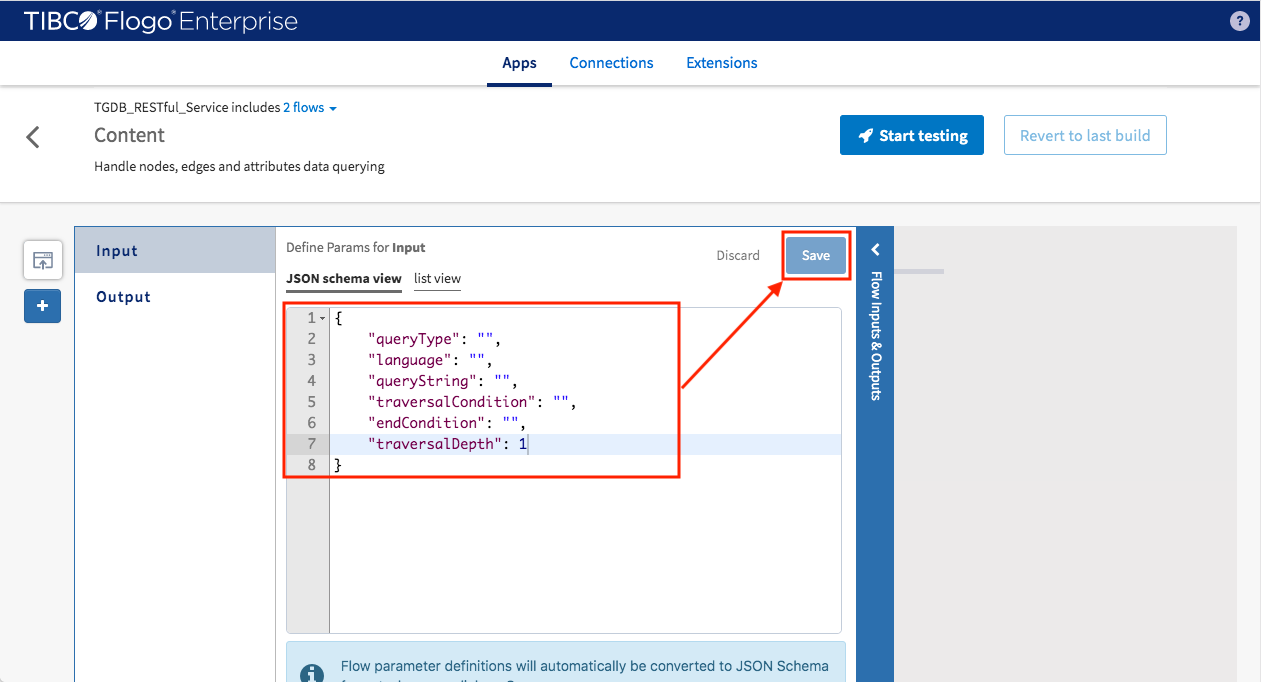 TIBCO® Flogo® Enterprise
?
Apps Connections Extensions
TGDB_RESTful_Service includes 2 flows
Content
Handle nodes, edges and attributes data querying
Start testing
Revert to last build
Input
Output
Define Params for Input
Discard
Save
JSON schema view list view
1 {
2 "queryType": "",
3 "language": "",
4 "queryString": "",
5 "traversalCondition": "",
6 "endCondition": "",
7 "traversalDepth": 1
8 }
Flow Inputs & Outputs
Flow parameter definitions will automatically be converted to JSON Schema